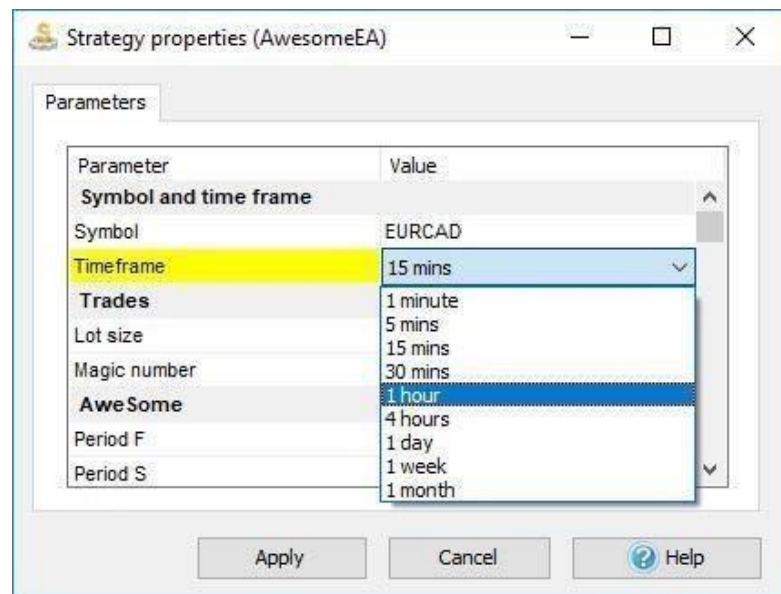 Strategy properties (AwesomeEA)
Parameters
Parameter Value
Symbol and time frame
Symbol EURCAD
Timeframe 15 mins
Trades 1 minute
5 mins
Lot size 15 mins
Magic number 30 mins
AweSome 1 hour
4 hours
Period F 1 day
1 week
Period S 1 month
Apply Cancel Help